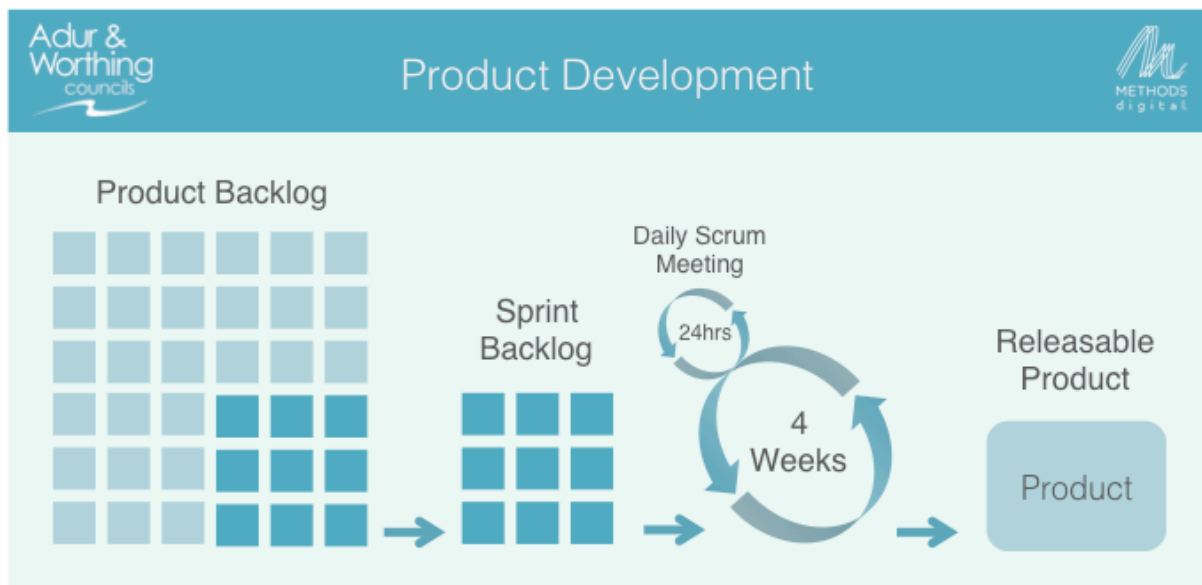 Adur &
Worthing
councils
Product Development
METHODS
digital
Product Backlog
Daily Scrum
Meeting
24hrs
Sprint
Backlog
4
Weeks
Releasable
Product
Product